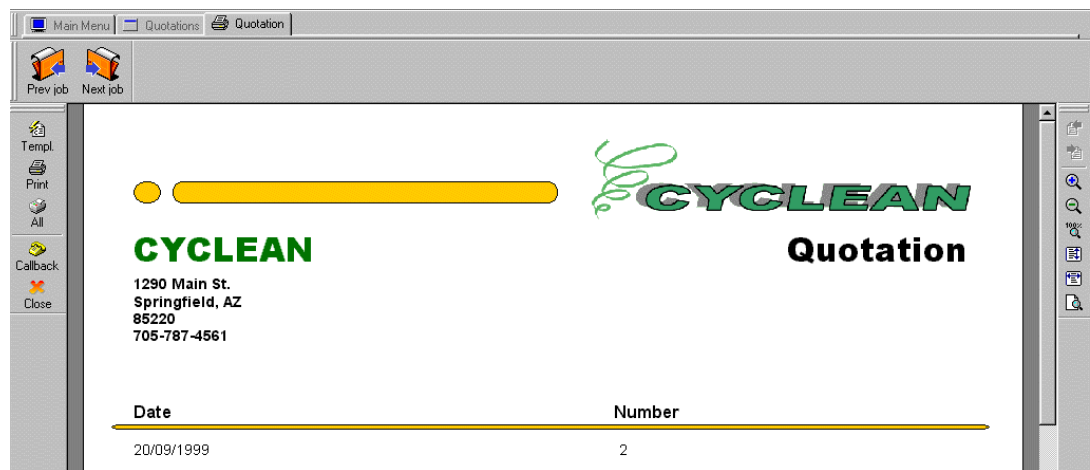 Main Menu Quotations Quotation
Prev job Next job
Templ.
Print
All
Callback
Close
100%
CYCLEAN
CYCLEAN Quotation
1290 Main St.
Springfield, AZ
85220
705-787-4561
Date Number
20/09/1999 2